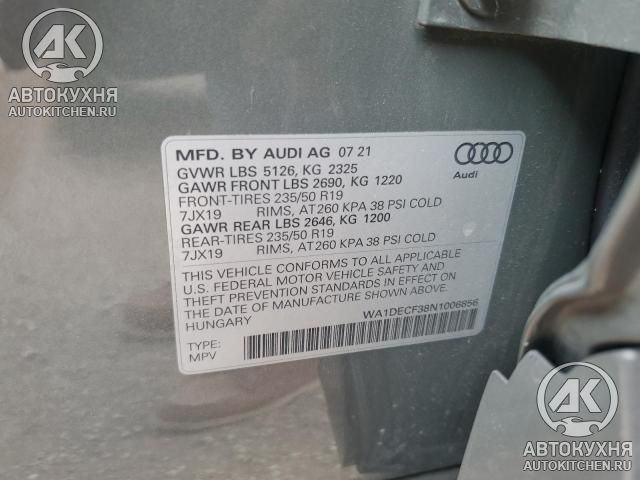 АК
АВТОКУХНЯ
AUTOKITCHEN.RU
MFD. BY AUDI AG 07 21
GVWR LBS 5126, KG 2325
GAWR FRONT LBS 2690, KG 1220
FRONT-TIRES 235/50 R19
7JX19 RIMS, AT 260 KPA 38 PSI COLD
GAWR REAR LBS 2646, KG 1200
REAR-TIRES 235/50 R19
7JX19 RIMS, AT 260 KPA 38 PSI COLD
Audi
THIS VEHICLE CONFORMS TO ALL APPLICABLE
U.S. FEDERAL MOTOR VEHICLE SAFETY AND
THEFT PREVENTION STANDARDS IN EFFECT ON
THE DATE OF MANUFACTURE SHOWN ABOVE.
HUNGARY
WA1DECF38N1006856
TYPE:
MPV
АК
АВТОКУХНЯ
AUTOKITCHEN.RU